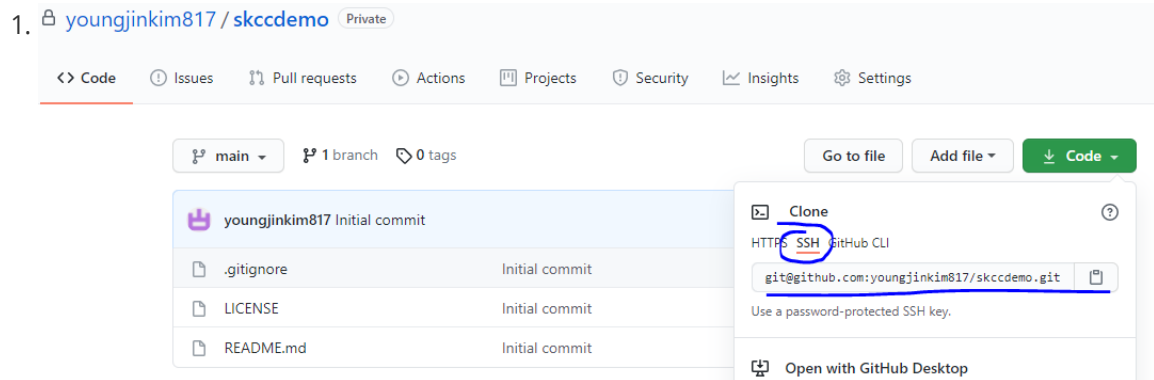 1. youngjinkim817 / skccdemo Private
<> Code Issues Pull requests Actions Projects Security Insights Settings
main 1 branch 0 tags Go to file Add file Code
youngjinkim817 Initial commit
.gitignore Initial commit
LICENSE Initial commit
README.md Initial commit
Clone
HTTPS SSH GitHub CLI
git@github.com:youngjinkim817/skccdemo.git
Use a password-protected SSH key.
Open with GitHub Desktop